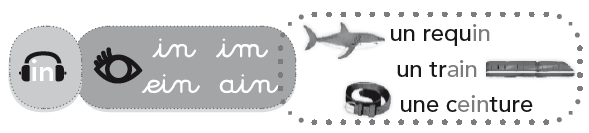 in
in im
ein ain
un requin
un train
une ceinture